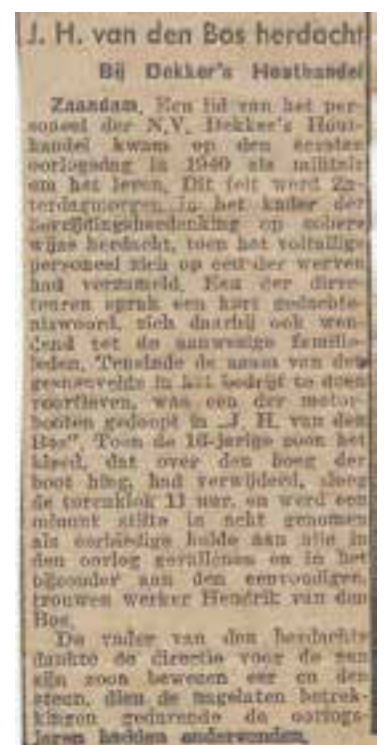 J. H. van den Bos herdacht
Bij Dekker's Houthandel
Zaandam. Een lid van het per-
soneel der N.V. Dekker's Hout-
handel kwam op den eersten
oorlogsdag in 1940 als militair
om het leven. Dit feit werd Za-
terdagmorgen in het kader der
bevrijdingsherdenking op sobere
wijze herdacht, toen het voltallige
personeel zich op een der werven
had verzameld. Een der direc-
teuren sprak een kort gedachte-
niswoord, zich daarbij ook wen-
dend tot de aanwezige familie-
leden. Teneinde de naam van den
gesneuvelde in het bedrijf te doen
voortleven, was een der motor-
booten gedoopt in „J. H. van den
Bos". Toen de 16-jarige zoon het
kleed, dat over den boeg der
boot hing, had verwijderd, sloeg
de torenklok 11 uur, en werd een
minuut stilte in acht genomen
als eerbiedige hulde aan alle in
den oorlog gevallenen en in het
bijzonder aan den eenvoudigen,
trouwen werker Hendrik van den
Bos.
De vader van den herdachte
dankte de directie voor de aan
zijn zoon bewezen eer en den
steun, dien de nagelaten betrek-
kingen gedurende de oorlogs-
jaren hadden ondervonden.